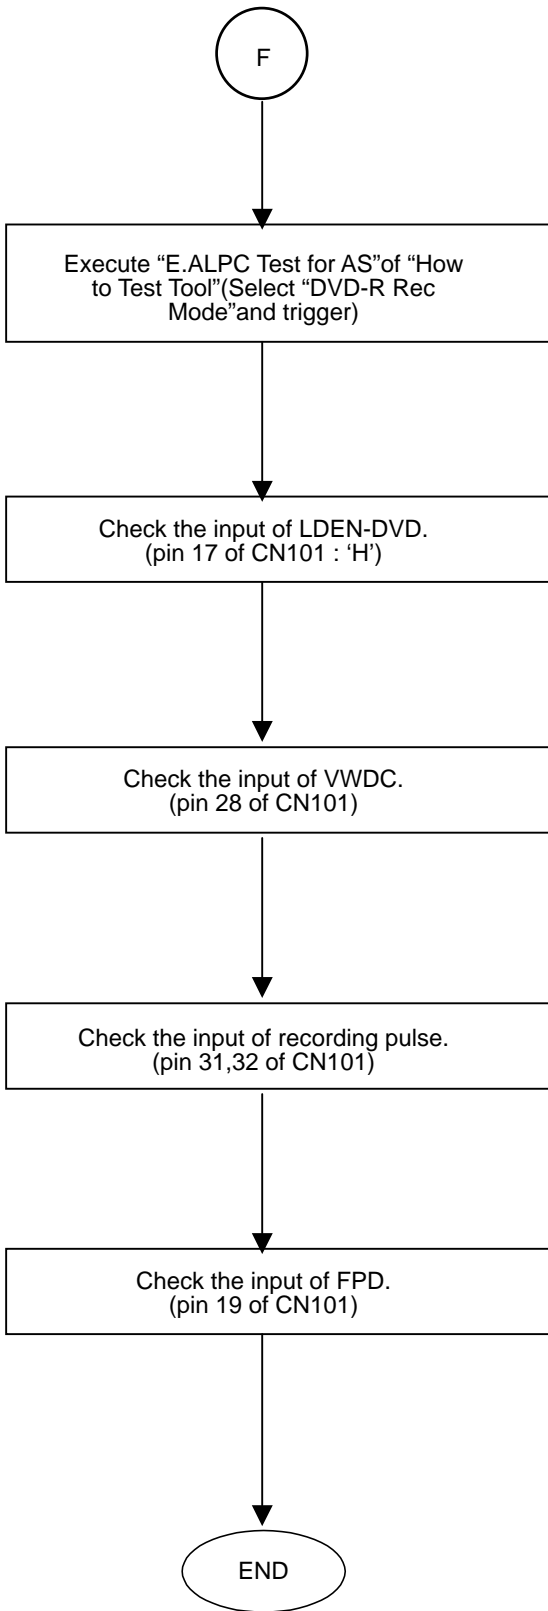 F
Execute “E.ALPC Test for AS”of “How
to Test Tool”(Select “DVD-R Rec
Mode”and trigger)
Check the input of LDEN-DVD.
(pin 17 of CN101 : ‘H’)
Check the input of VWDC.
(pin 28 of CN101)
Check the input of recording pulse.
(pin 31,32 of CN101)
Check the input of FPD.
(pin 19 of CN101)
END